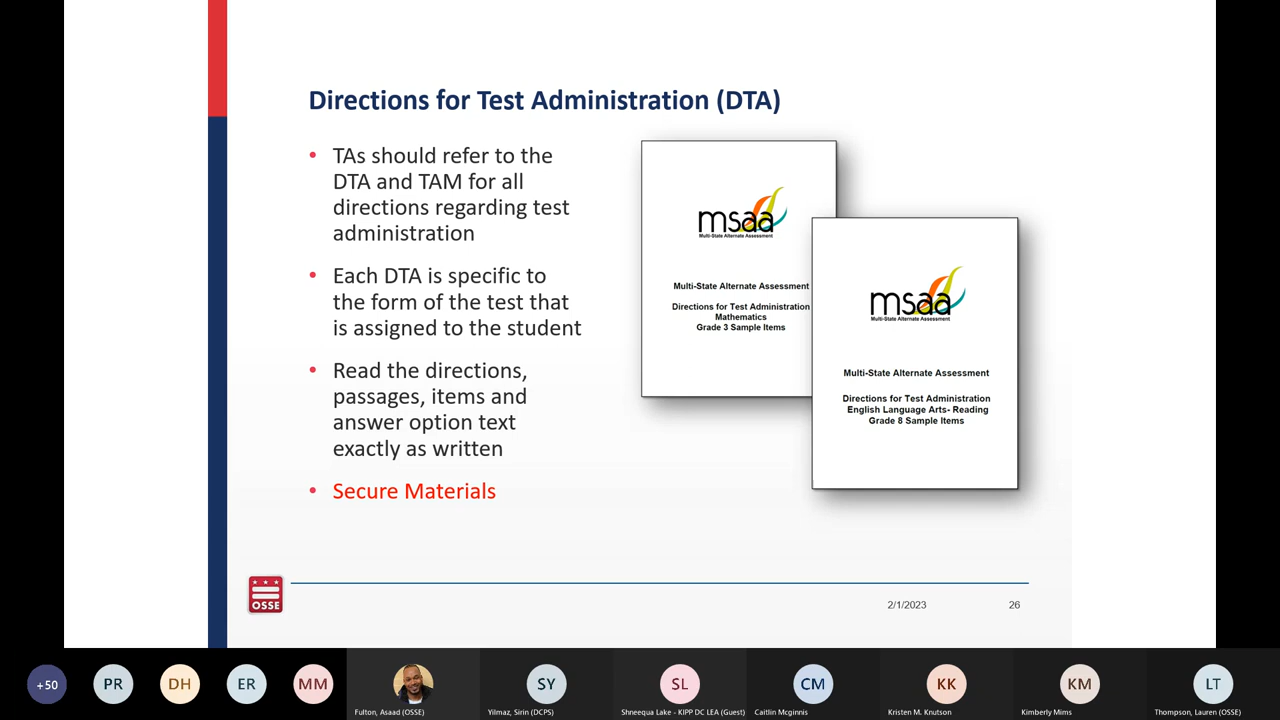 Directions for Test Administration (DTA)
• TAs should refer to the
DTA and TAM for all
directions regarding test
administration
• Each DTA is specific to
the form of the test that
is assigned to the student
• Read the directions,
passages, items and
answer option text
exactly as written
• Secure Materials
msaa
Multi-State Alternate Assessment
Multi-State Alternate Assessment
Directions for Test Administration
Mathematics
Grade 3 Sample Items
msaa
Multi-State Alternate Assessment
Multi-State Alternate Assessment
Directions for Test Administration
English Language Arts- Reading
Grade 8 Sample Items
OSSE
2/1/2023
26
+50
PR
DH
ER
MM
Fulton, Asaad (OSSE)
SY
Yilmaz, Sirin (DCPS)
SL
Shneequa Lake - KIPP DC LEA (Guest)
CM
Caitlin Mcginnis
KK
Kristen M. Knutson
KM
Kimberly Mims
LT
Thompson, Lauren (OSSE)